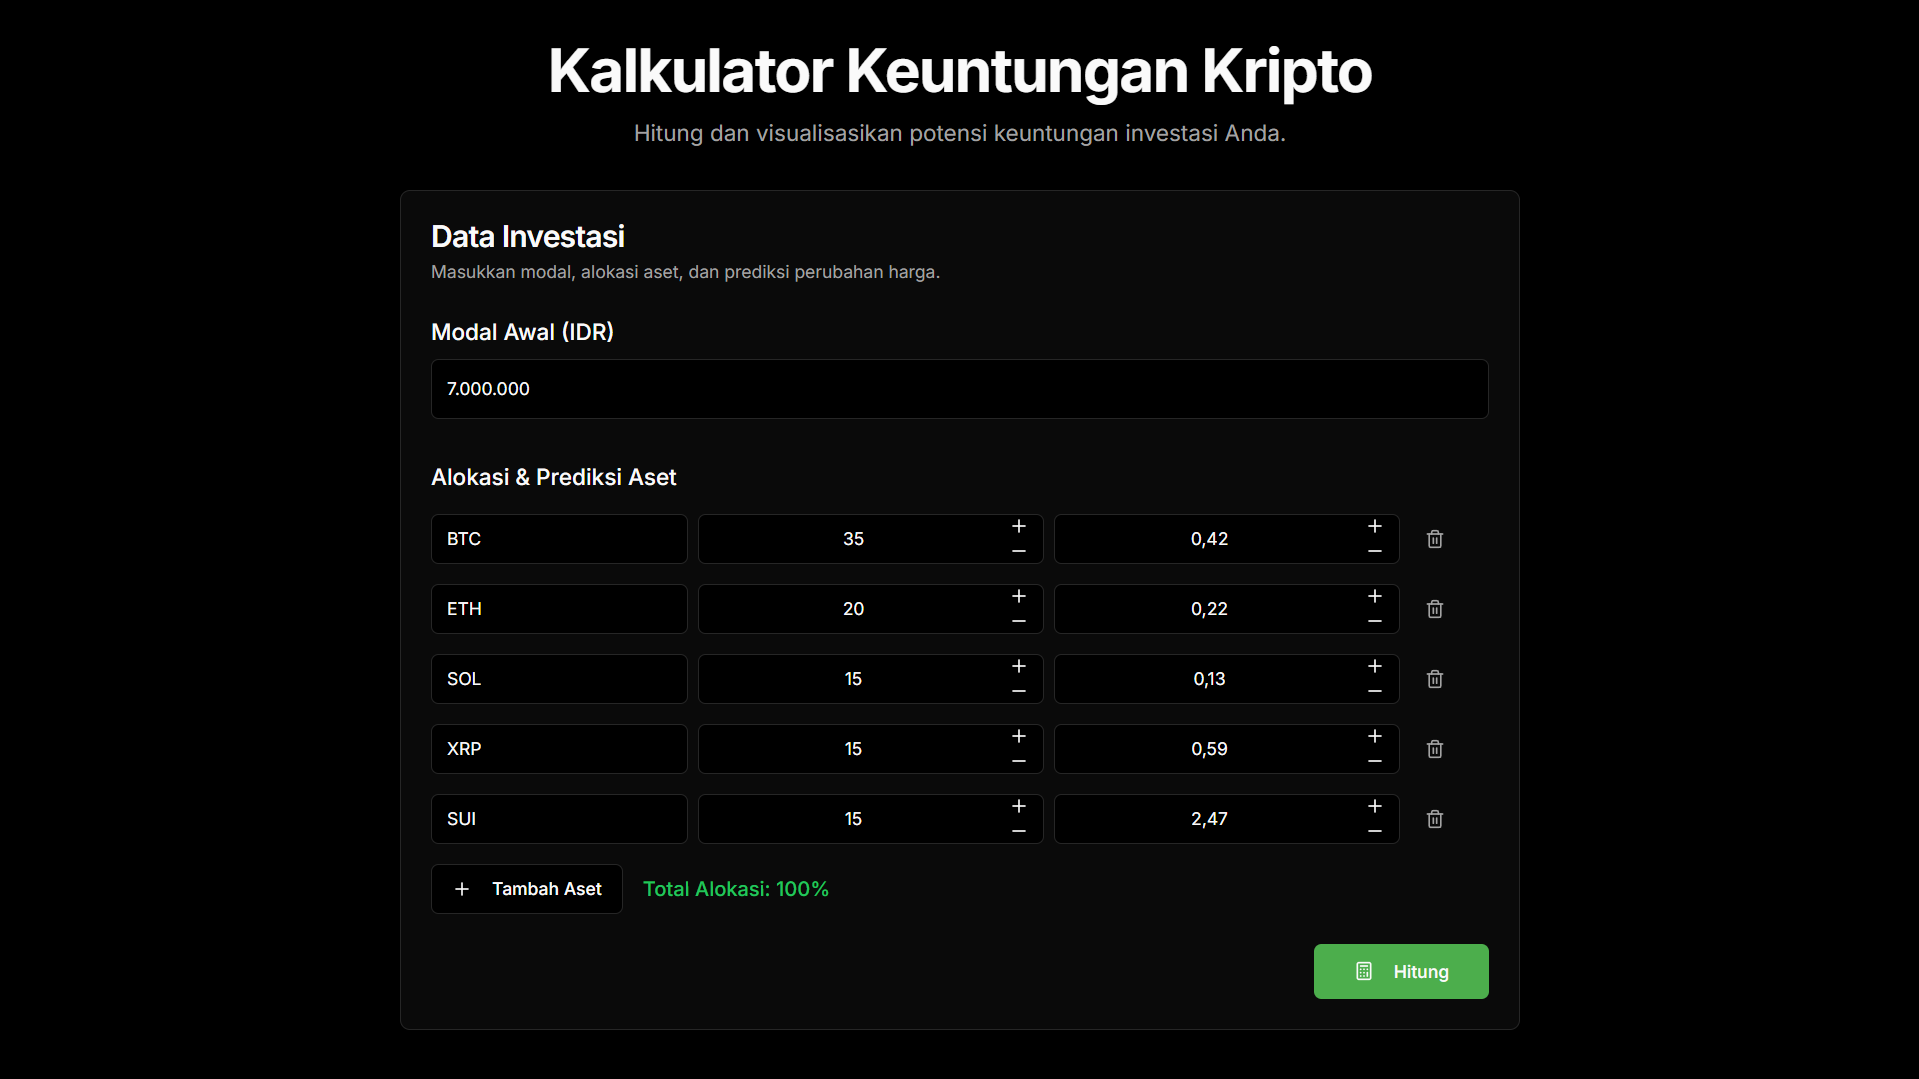 Kalkulator Keuntungan Kripto
Hitung dan visualisasikan potensi keuntungan investasi Anda.
Data Investasi
Masukkan modal, alokasi aset, dan prediksi perubahan harga.
Modal Awal (IDR)
7.000.000
Alokasi & Prediksi Aset
BTC 35 0,42
ETH 20 0,22
SOL 15 0,13
XRP 15 0,59
SUI 15 2,47
Tambah Aset Total Alokasi: 100%
Hitung